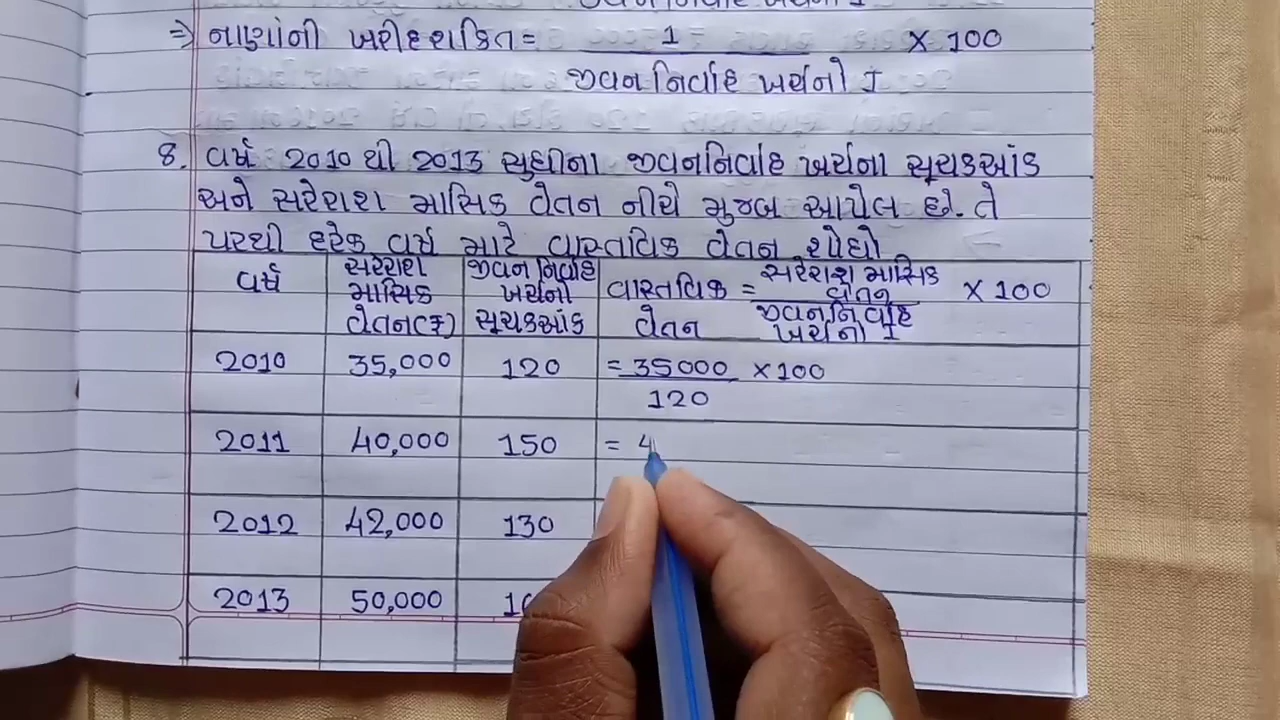 ⇒ નાણાંની ખરીદશક્તિ = 1 × 100
જીવનનિર્વાહ ખર્ચનો I
8. વર્ષ 2010 થી 2013 સુધીના જીવનનિર્વાહ ખર્ચના સૂચકઆંક
અને સરેરાશ માસિક વેતન નીચે મુજબ આપેલ છે. તે
પરથી દરેક વર્ષ માટે વાસ્તવિક વેતન શોધો
વર્ષ
સરેરાશ
માસિક
વેતન(રૂ)
જીવનનિર્વાહ
ખર્ચનો
સૂચકઆંક
વાસ્તવિક = સરેરાશ માસિક
વેતન × 100
વેતન જીવનનિર્વાહ
ખર્ચનો I
2010 35,000 120 = 35000 × 100
120
2011 40,000 150 = 4
2012 42,000 130
2013 50,000